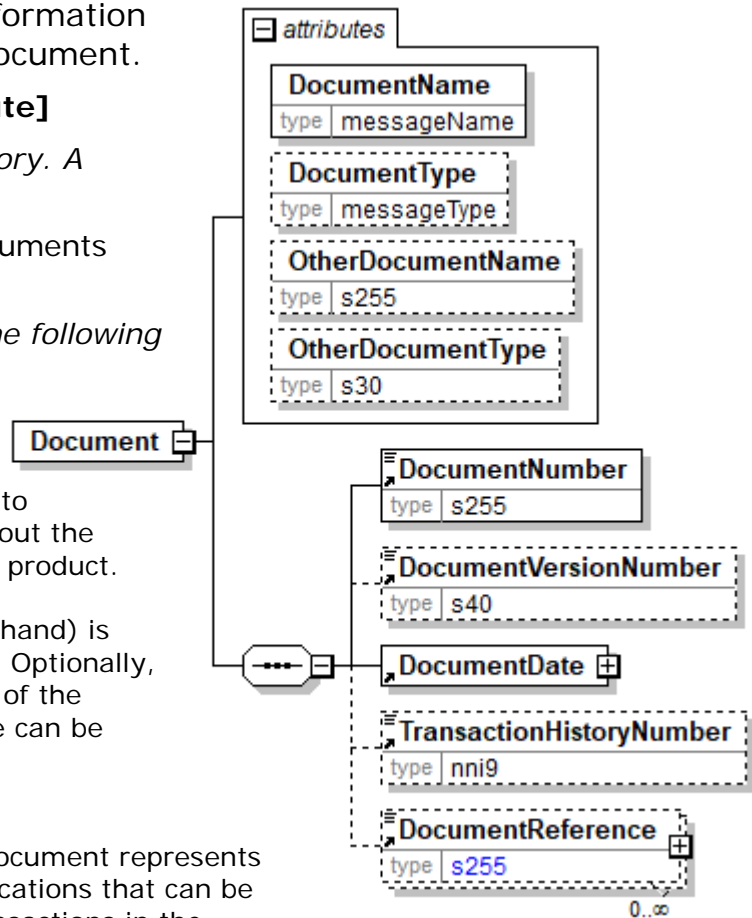 formation
ocument.
te]
ory. A
uments
e following
to
out the
product.
hand) is
Optionally,
of the
e can be
ocument represents
cations that can be
attributes
DocumentName
type messageName
DocumentType
type messageType
OtherDocumentName
type s255
OtherDocumentType
type s30
Document
DocumentNumber
type s255
DocumentVersionNumber
type s40
DocumentDate
TransactionHistoryNumber
type nni9
DocumentReference
type s255
0..∞